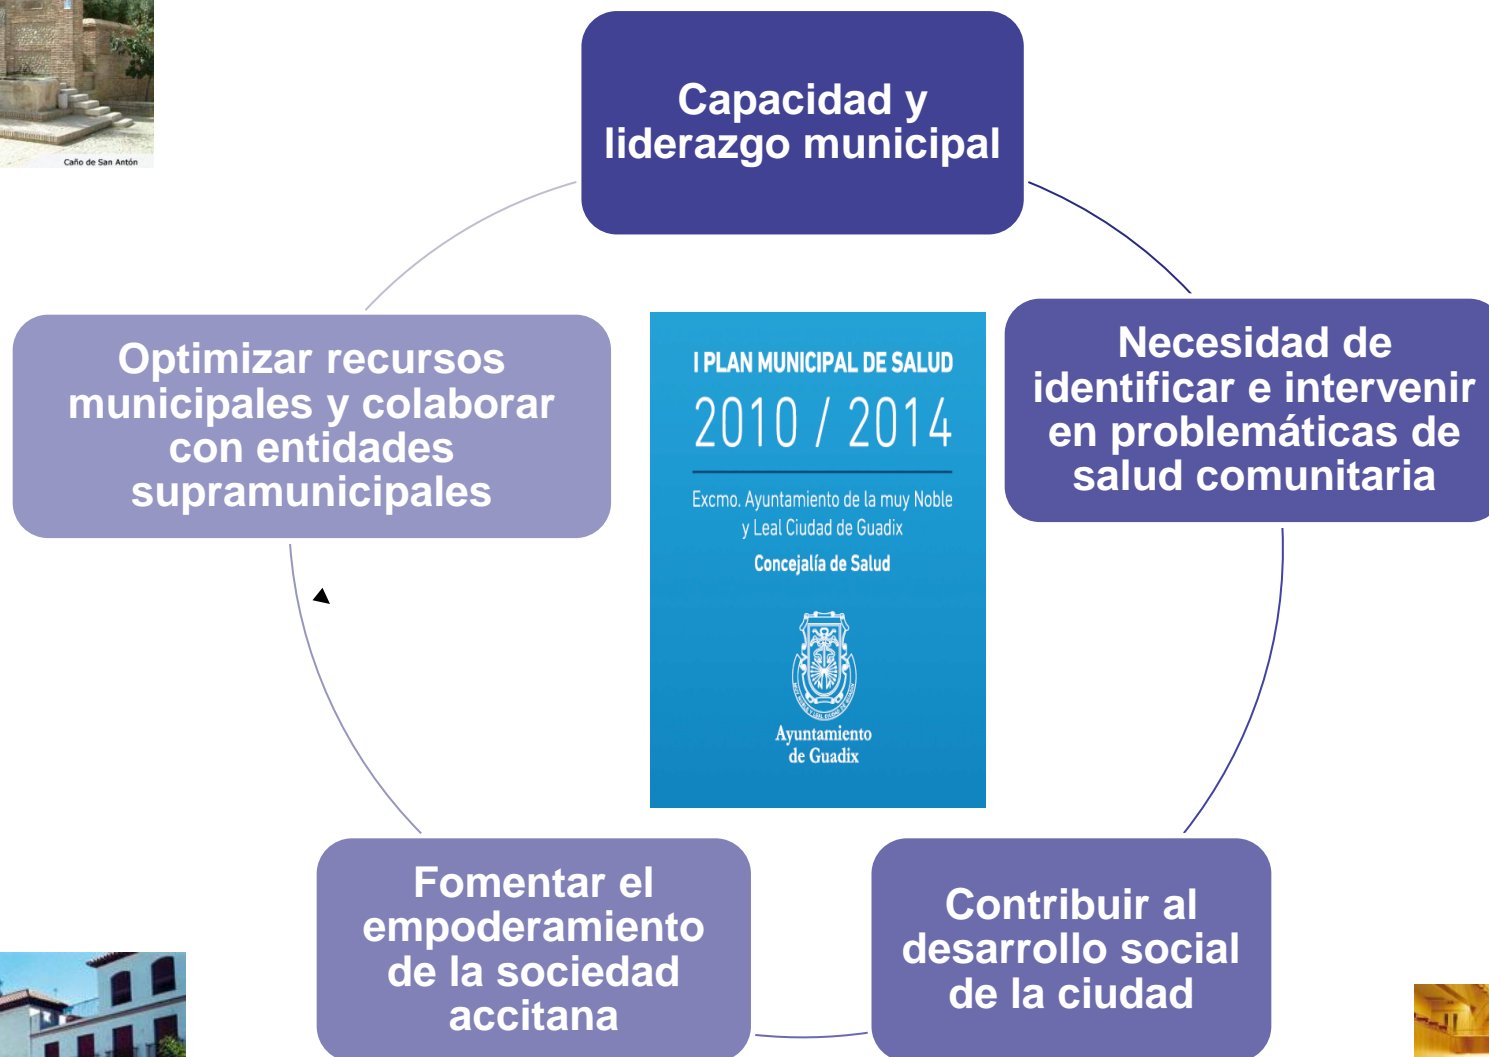 Caño de San Antón
Capacidad y
liderazgo municipal
Necesidad de
identificar e intervenir
en problemáticas de
salud comunitaria
Contribuir al
desarrollo social
de la ciudad
Fomentar el
empoderamiento
de la sociedad
accitana
Optimizar recursos
municipales y colaborar
con entidades
supramunicipales
I PLAN MUNICIPAL DE SALUD
2010 / 2014
Excmo. Ayuntamiento de la muy Noble
y Leal Ciudad de Guadix
Concejalía de Salud
Ayuntamiento
de Guadix